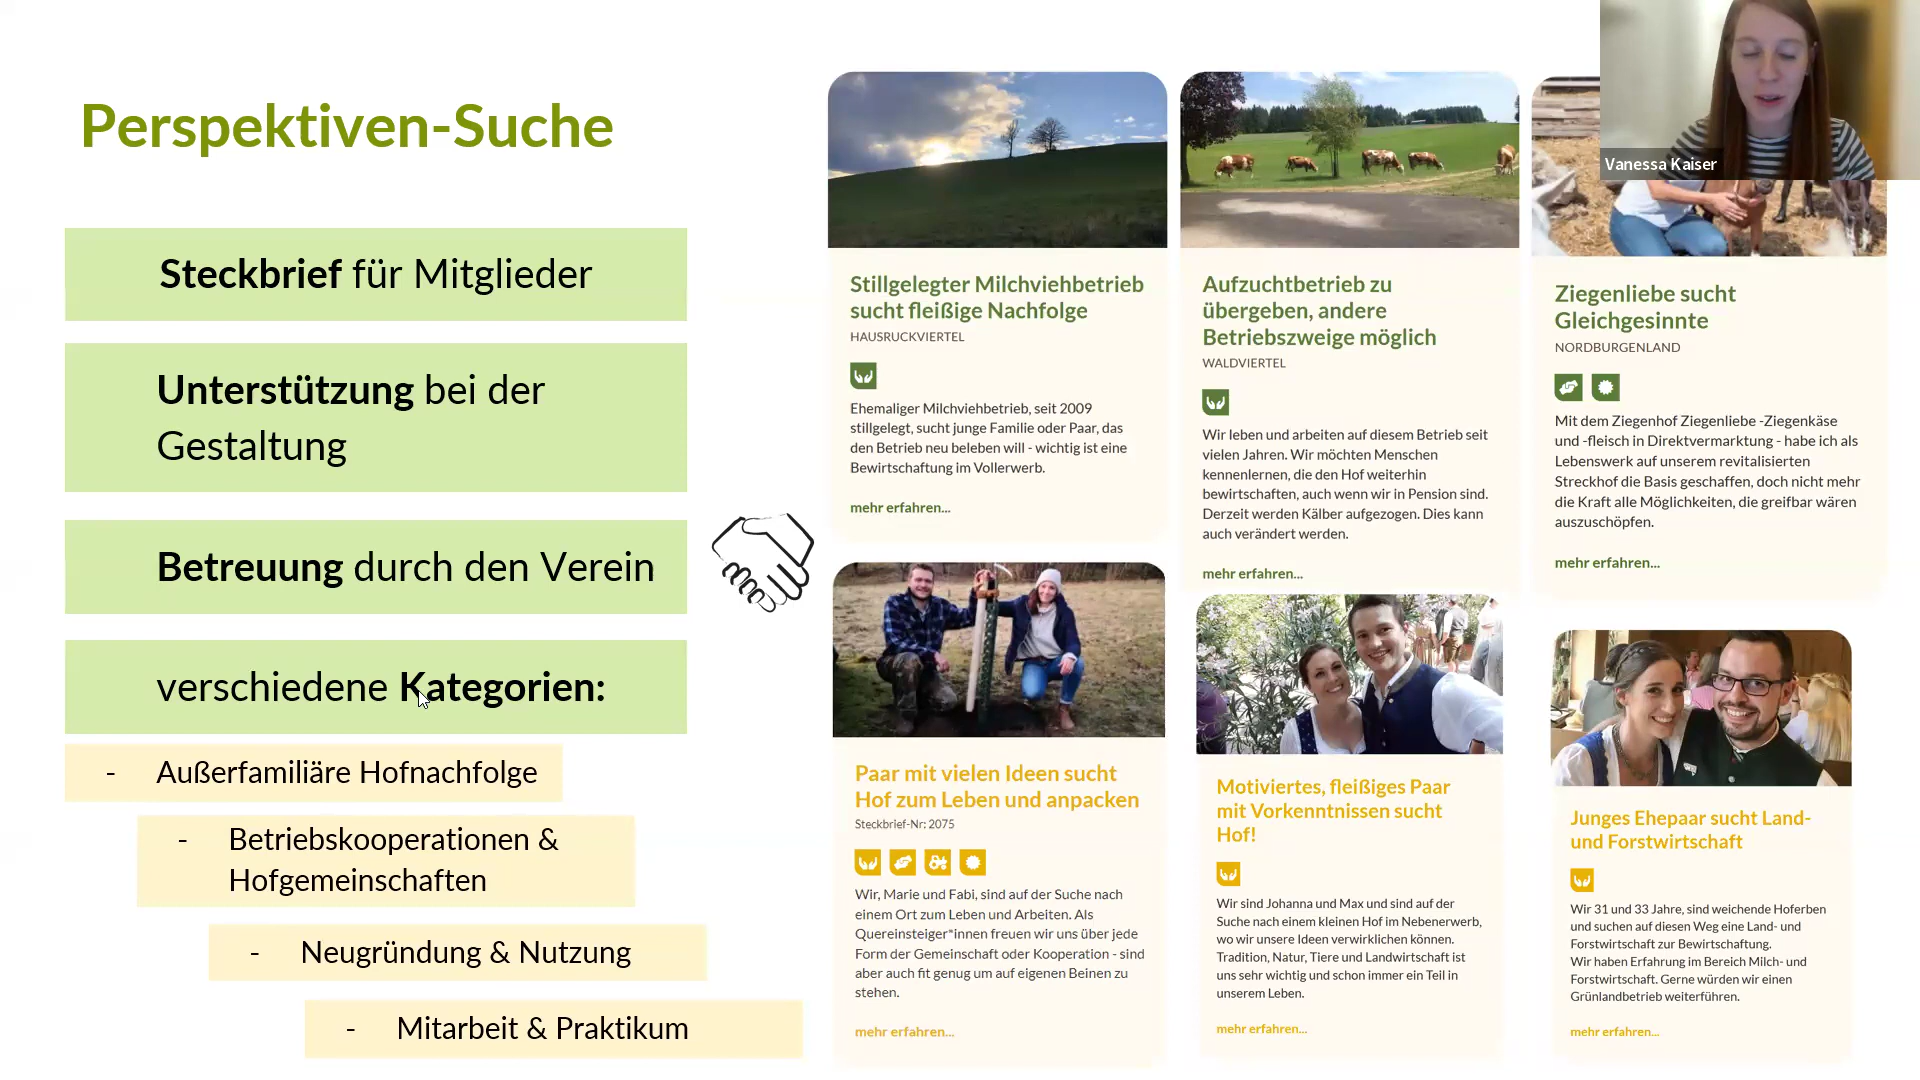 Perspektiven-Suche
Steckbrief für Mitglieder
Unterstützung bei der
Gestaltung
Betreuung durch den Verein
verschiedene Kategorien:
- Außerfamiliäre Hofnachfolge
- Betriebskooperationen &
Hofgemeinschaften
- Neugründung & Nutzung
- Mitarbeit & Praktikum
Stillgelegter Milchviehbetrieb
sucht fleißige Nachfolge
HAUSRUCKVIERTEL
Ehemaliger Milchviehbetrieb, seit 2009
stillgelegt, sucht junge Familie oder Paar, das
den Betrieb neu beleben will - wichtig ist eine
Bewirtschaftung im Vollerwerb.
mehr erfahren...
Aufzuchtbetrieb zu
übergeben, andere
Betriebszweige möglich
WALDVIERTEL
Wir leben und arbeiten auf diesem Betrieb seit
vielen Jahren. Wir möchten Menschen
kennenlernen, die den Hof weiterhin
bewirtschaften, auch wenn wir in Pension sind.
Derzeit werden Kälber aufgezogen. Dies kann
auch verändert werden.
mehr erfahren...
Vanessa Kaiser
Ziegenliebe sucht
Gleichgesinnte
NORDBURGENLAND
Mit dem Ziegenhof Ziegenliebe -Ziegenkäse
und -fleisch in Direktvermarktung - habe ich als
Lebenswerk auf unserem revitalisierten
Streckhof die Basis geschaffen, doch nicht mehr
die Kraft alle Möglichkeiten, die greifbar wären
auszuschöpfen.
mehr erfahren...
Paar mit vielen Ideen sucht
Hof zum Leben und anpacken
Steckbrief-Nr: 2075
Wir, Marie und Fabi, sind auf der Suche nach
einem Ort zum Leben und Arbeiten. Als
Quereinsteiger*innen freuen wir uns über jede
Form der Gemeinschaft oder Kooperation - sind
aber auch fit genug um auf eigenen Beinen zu
stehen.
mehr erfahren...
Motiviertes, fleißiges Paar
mit Vorkenntnissen sucht
Hof!
Wir sind Johanna und Max und sind auf der
Suche nach einem kleinen Hof im Nebenerwerb,
wo wir unsere Ideen verwirklichen können.
Tradition, Natur, Tiere und Landwirtschaft ist
uns sehr wichtig und schon immer ein Teil in
unserem Leben.
mehr erfahren...
Junges Ehepaar sucht Land-
und Forstwirtschaft
Wir 31 und 33 Jahre, sind weichende Hoferben
und suchen auf diesen Weg eine Land- und
Forstwirtschaft zur Bewirtschaftung.
Wir haben Erfahrung im Bereich Milch- und
Forstwirtschaft. Gerne würden wir einen
Grünlandbetrieb weiterführen.
mehr erfahren...